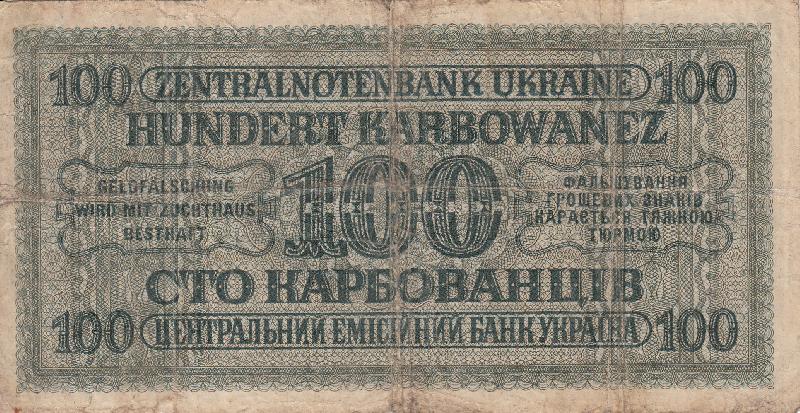 100 ZENTRALNOTENBANK UKRAINE 100
HUNDERT KARBOWANEZ
GELDFÄLSCHUNG
WIRD MIT ZUCHTHAUS
BESTRAFT
100
ФАЛЬШУВАННЯ
ГРОШЕВИХ ЗНАКІВ
КАРАЄТЬСЯ ТЯЖКОЮ
ТЮРМОЮ
СТО КАРБОВАНЦІВ
100 ЦЕНТРАЛЬНИЙ ЕМІСІЙНИЙ БАНК УКРАЇНА 100